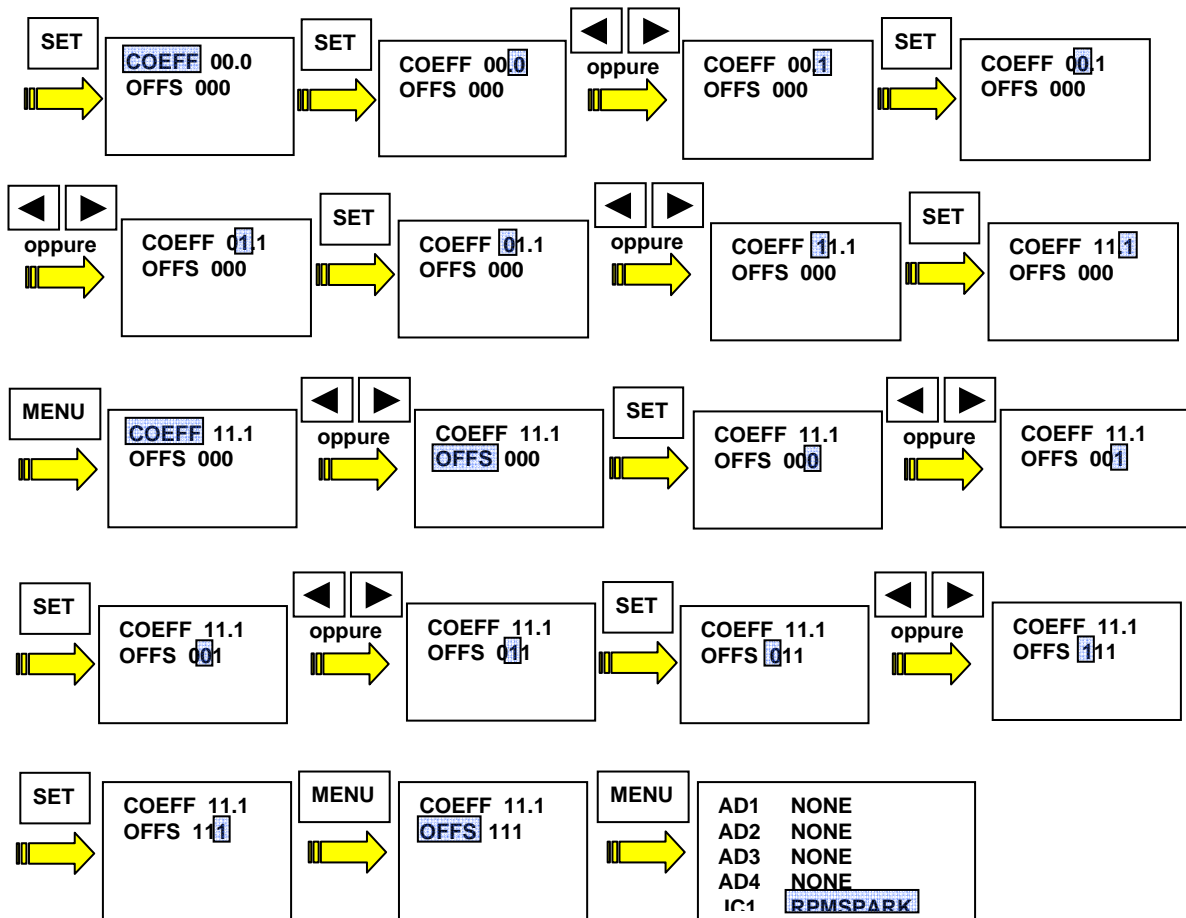 SET
COEFF 00.0
OFFS 000
SET
COEFF 00.0
OFFS 000
oppure
COEFF 00.1
OFFS 000
SET
COEFF 00.1
OFFS 000
oppure
COEFF 01.1
OFFS 000
SET
COEFF 01.1
OFFS 000
oppure
COEFF 11.1
OFFS 000
SET
COEFF 11.1
OFFS 000
MENU
COEFF 11.1
OFFS 000
oppure
COEFF 11.1
OFFS 000
SET
COEFF 11.1
OFFS 000
oppure
COEFF 11.1
OFFS 001
SET
COEFF 11.1
OFFS 001
oppure
COEFF 11.1
OFFS 011
SET
COEFF 11.1
OFFS 011
oppure
COEFF 11.1
OFFS 111
SET
COEFF 11.1
OFFS 111
MENU
COEFF 11.1
OFFS 111
MENU
AD1 NONE
AD2 NONE
AD3 NONE
AD4 NONE
IC1 RPMSPARK